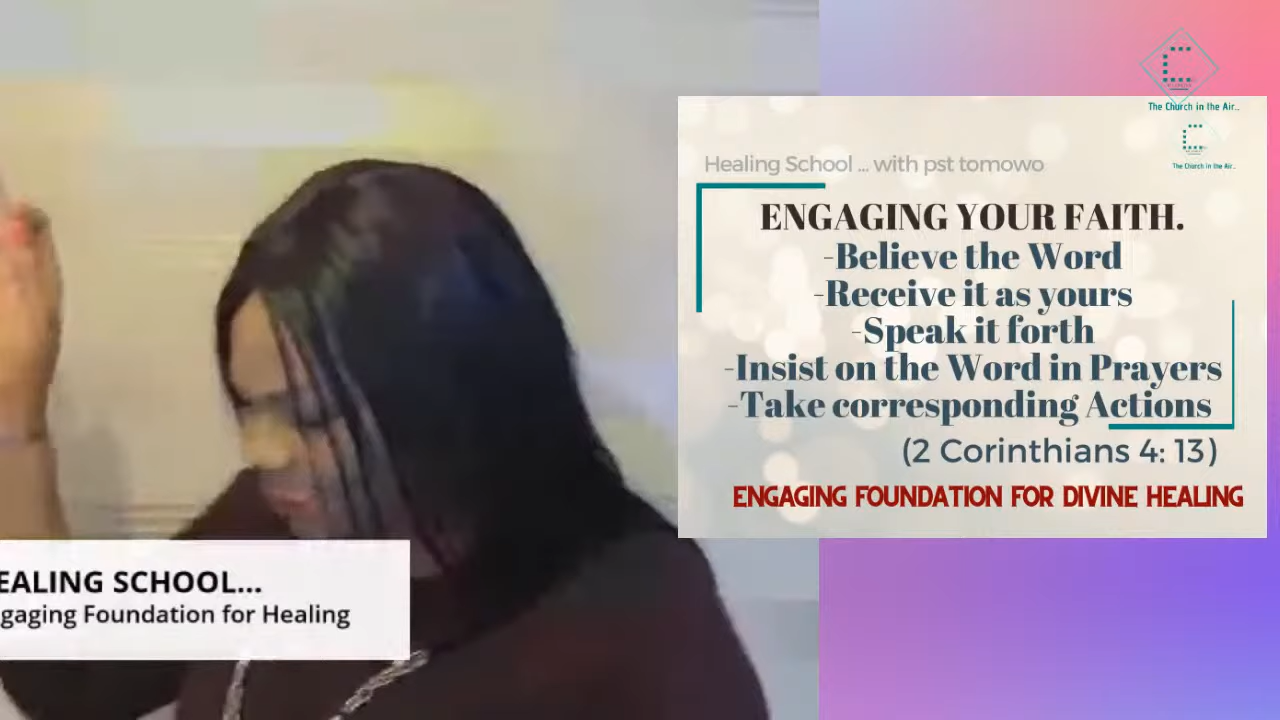 The Church in the Air...
The Church in the Air...
Healing School ... with pst tomowo
ENGAGING YOUR FAITH.
-Believe the Word
-Receive it as yours
-Speak it forth
-Insist on the Word in Prayers
-Take corresponding Actions
(2 Corinthians 4: 13)
ENGAGING FOUNDATION FOR DIVINE HEALING
EALING SCHOOL...
gaging Foundation for Healing